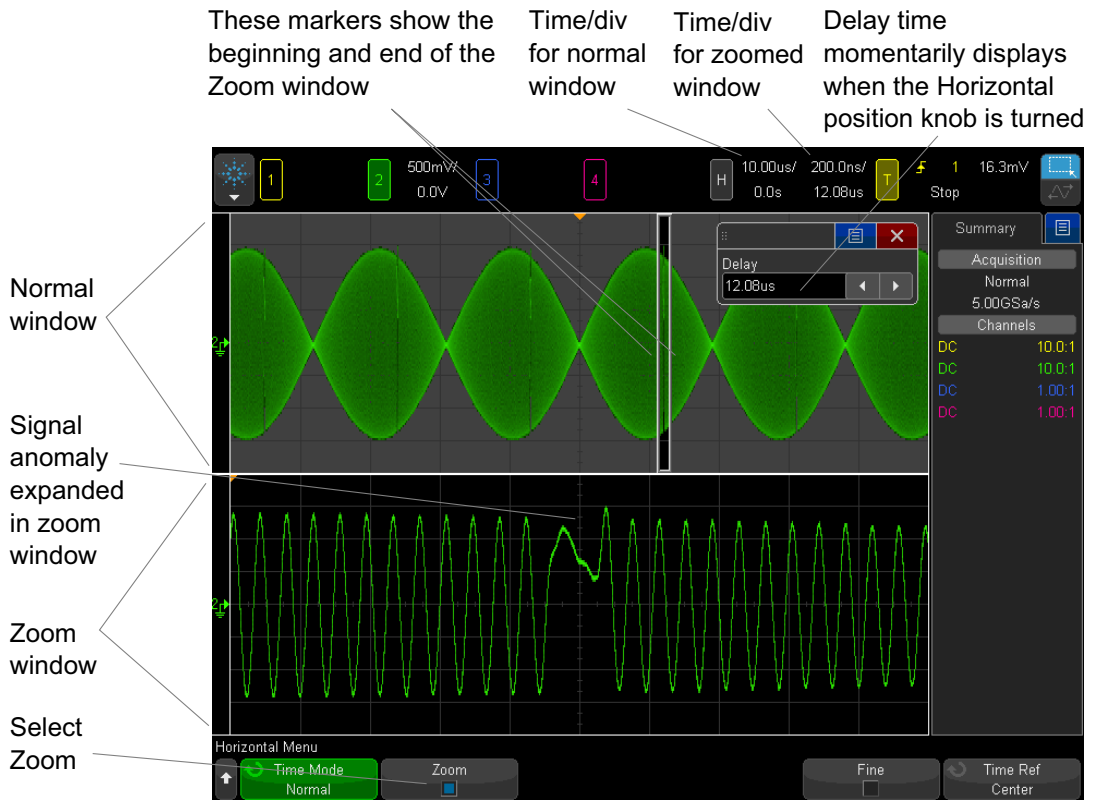 These markers show the
beginning and end of the
Zoom window
Time/div
for normal
window
Time/div
for zoomed
window
Delay time
momentarily displays
when the Horizontal
position knob is turned
1
2
500mV/
0.0V
3
4
H
10.00us/
0.0s
200.0ns/
12.08us
T
1
16.3mV
Stop
Normal
window
Delay
12.08us
Summary
Acquisition
Normal
5.00GSa/s
Channels
DC 10.0:1
DC 10.0:1
DC 1.00:1
DC 1.00:1
2
Signal
anomaly
expanded
in zoom
window
2
Zoom
window
Select
Zoom
Horizontal Menu
Time Mode
Normal
Zoom
Fine
Time Ref
Center